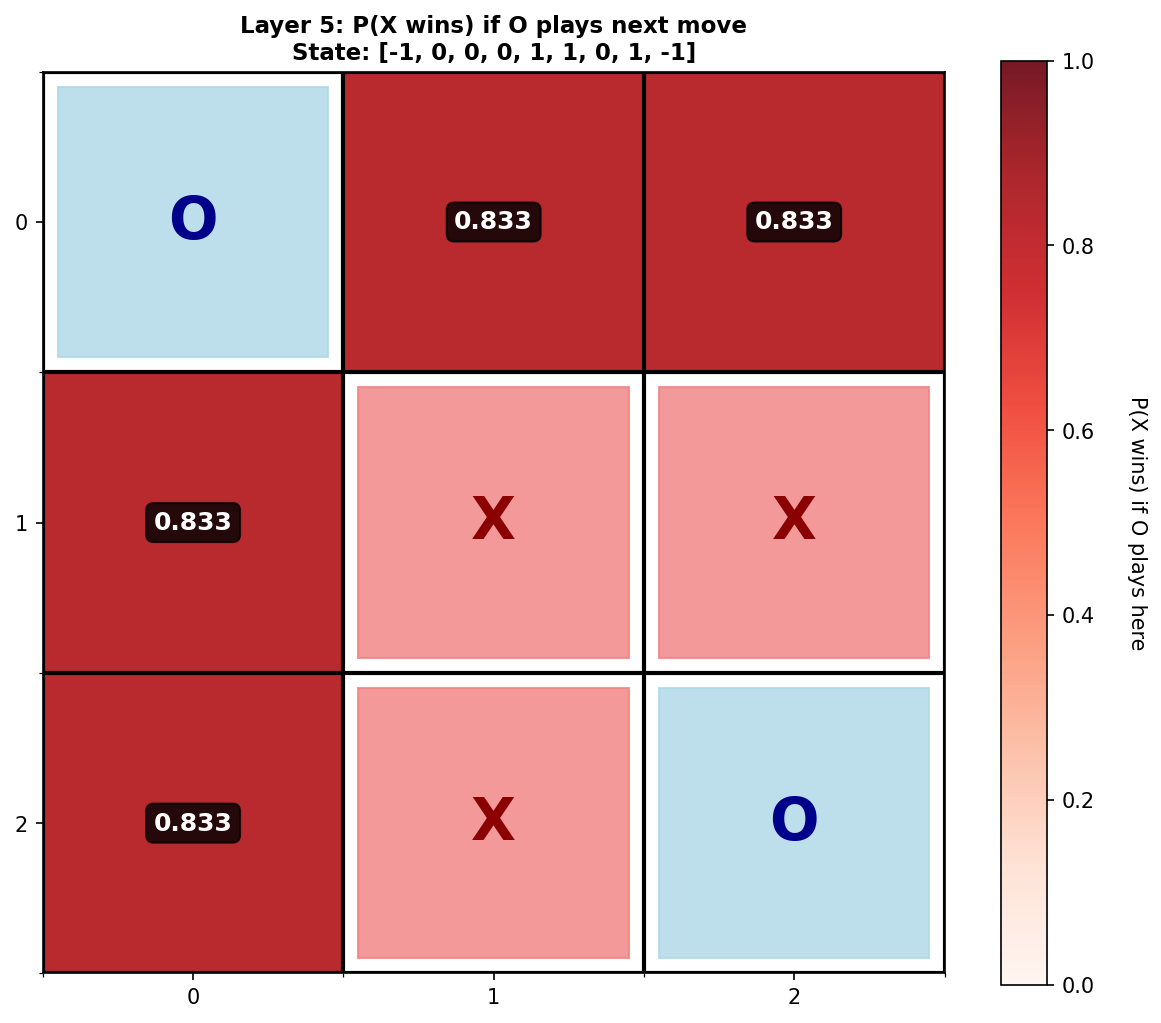 Layer 5: P(X wins) if O plays next move
State: [-1, 0, 0, 0, 1, 1, 0, 1, -1]
0
O
0.833
0.833
1
0.833
X
X
2
0.833
X
O
0
1
2
1.0
0.8
0.6
0.4
0.2
0.0
P(X wins) if O plays here